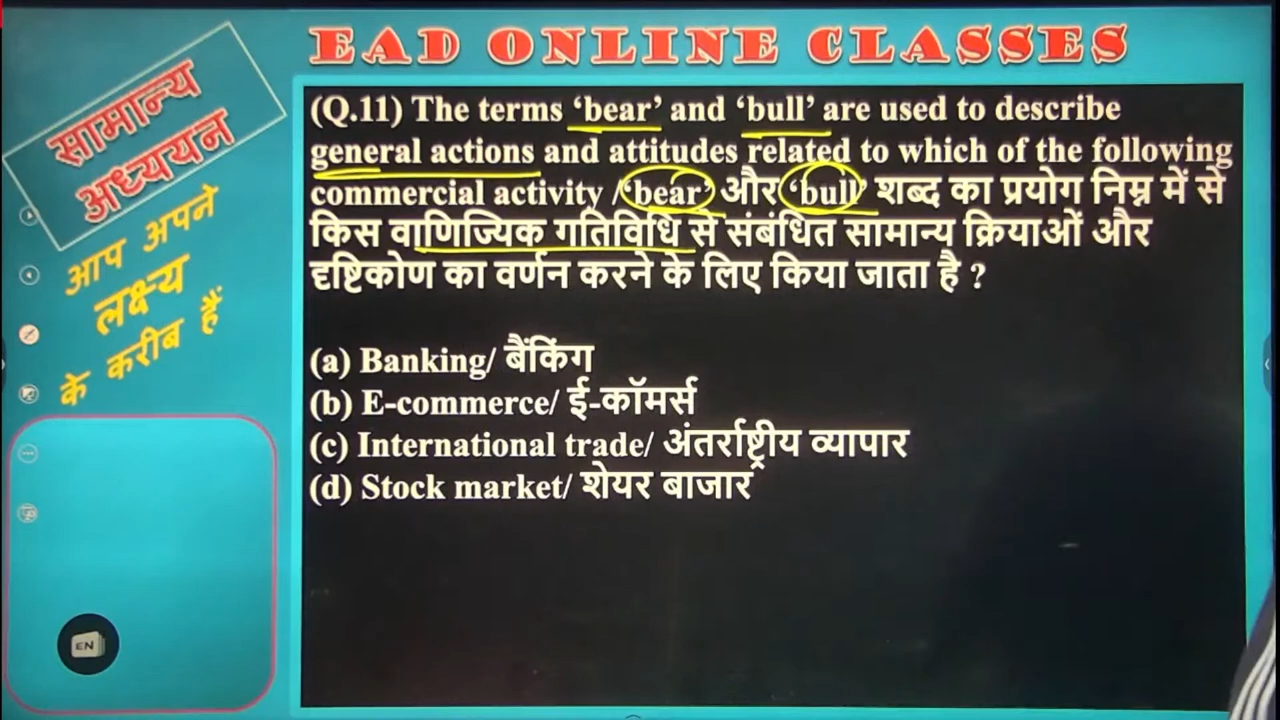 EAD ONLINE CLASSES
सामान्य
अध्ययन
आप अपने
लक्ष्य
के करीब हैं
(Q.11) The terms ‘bear’ and ‘bull’ are used to describe
general actions and attitudes related to which of the following
commercial activity /‘bear’ और ‘bull’ शब्द का प्रयोग निम्न में से
किस वाणिज्यिक गतिविधि से संबंधित सामान्य क्रियाओं और
दृष्टिकोण का वर्णन करने के लिए किया जाता है ?
(a) Banking/ बैंकिंग
(b) E-commerce/ ई-कॉमर्स
(c) International trade/ अंतर्राष्ट्रीय व्यापार
(d) Stock market/ शेयर बाजार
EN